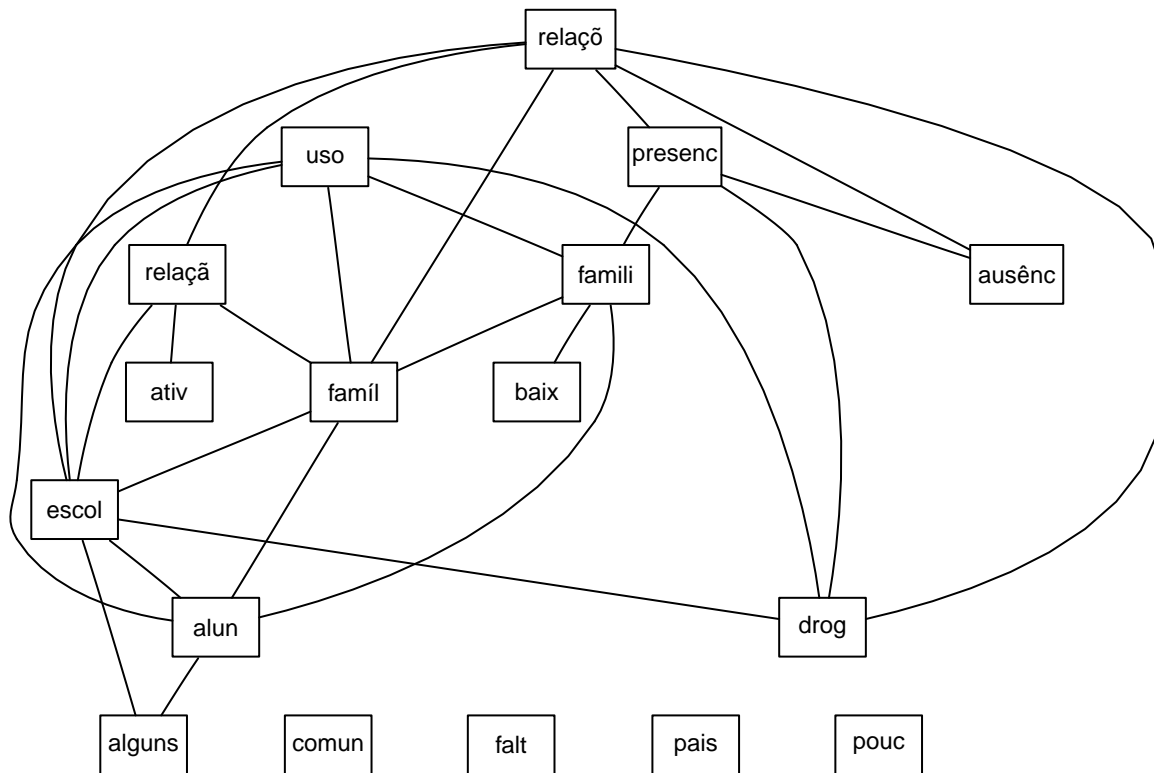 relaçõ
uso
presenc
relaçã
famili
ausênc
ativ
famíl
baix
escol
alun
drog
alguns
comun
falt
pais
pouc